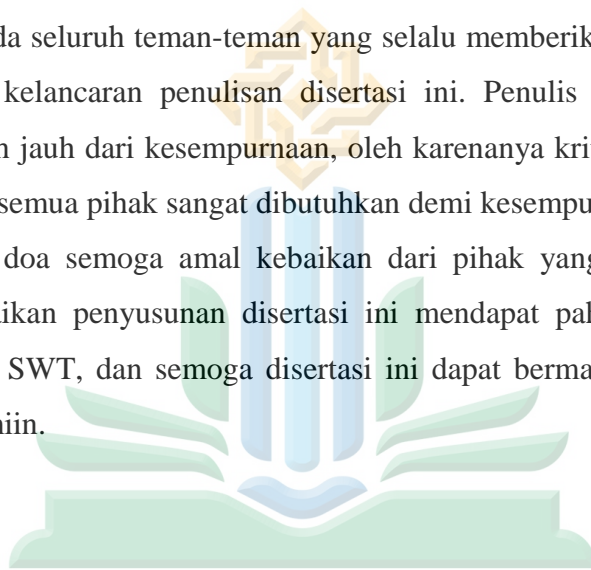 da seluruh teman-teman yang selalu memberik
kelancaran penulisan disertasi ini. Penulis
n jauh dari kesempurnaan, oleh karenanya krit
semua pihak sangat dibutuhkan demi kesempu
doa semoga amal kebaikan dari pihak yang
aikan penyusunan disertasi ini mendapat pah
SWT, dan semoga disertasi ini dapat berma
niin.